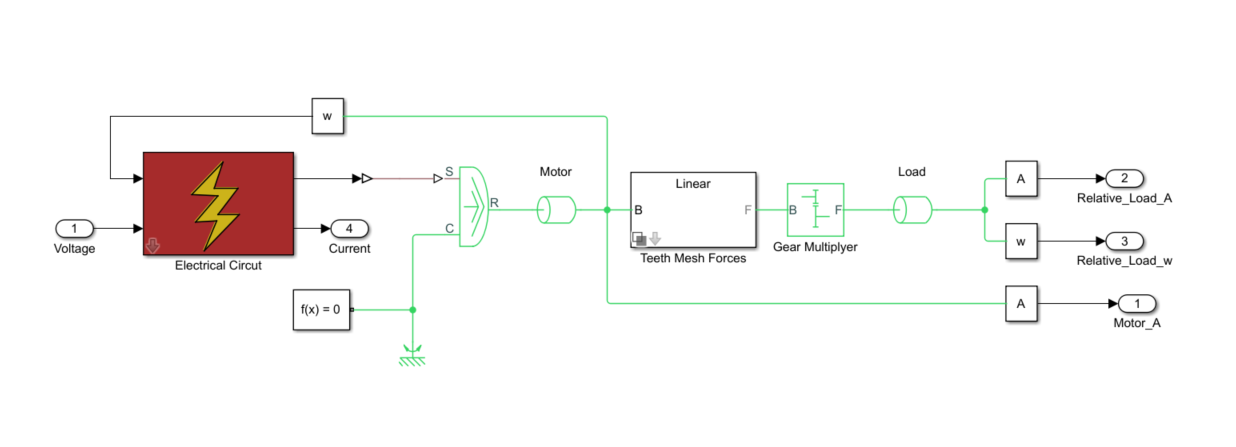 w
S
R
C
Motor
Linear
B
F
Teeth Mesh Forces
B
F
Gear Multiplyer
Load
A
2
Relative_Load_A
w
3
Relative_Load_w
A
1
Motor_A
1
Voltage
Electrical Circut
4
Current
f(x) = 0